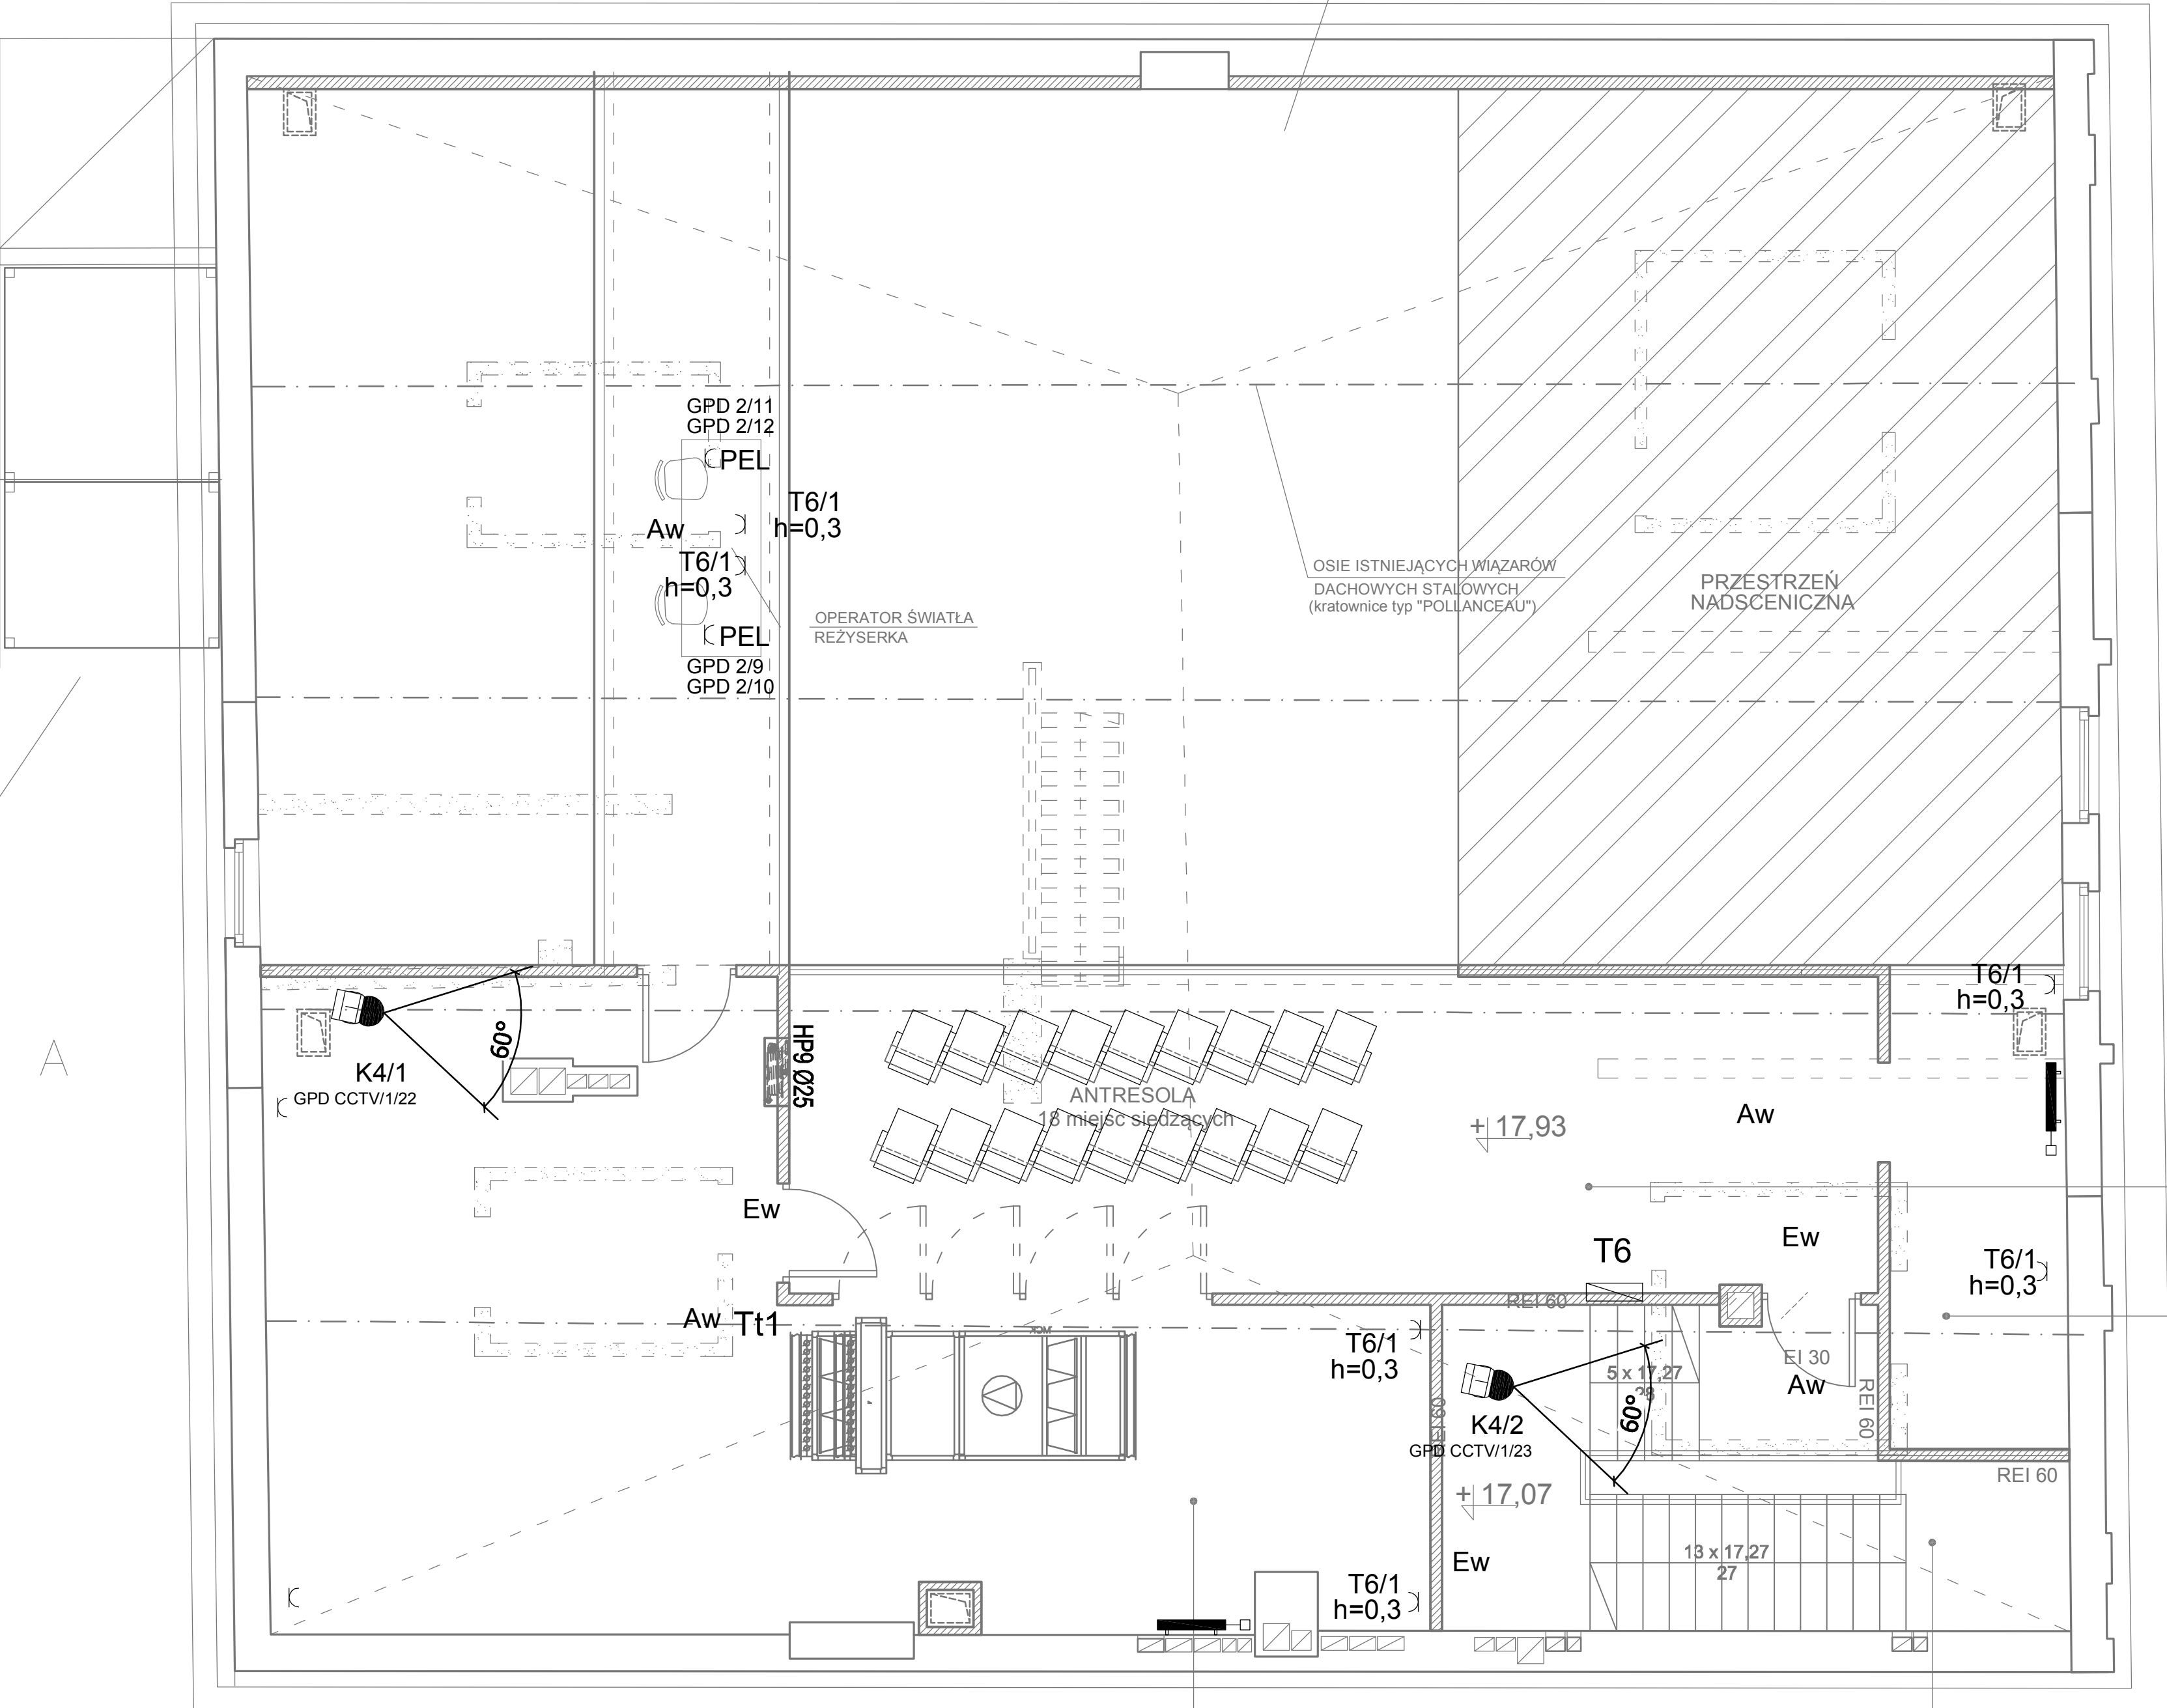 GPD 2/11
GPD 2/12
PEL
T6/1
h=0,3
Aw
T6/1
h=0,3
PEL
GPD 2/9
GPD 2/10
OPERATOR ŚWIATŁA
REŻYSERKA
OSIE ISTNIEJĄCYCH WIĄZARÓW
DACHOWYCH STALOWYCH
(kratownice typ "POLLANCEAU")
PRZESTRZEŃ
NADSCENICZNA
A
60°
K4/1
GPD CCTV/1/22
HP9 Ø25
ANTRESOLA
18 miejsc siedzących
+ 17,93
T6/1
h=0,3
Aw
Ew
T6
Ew
T6/1
h=0,3
Aw
Tt1
REI 60
T6/1
h=0,3
5 x 17,27
28
EI 30
Aw
REI 60
60°
K4/2
GPD CCTV/1/23
REI 60
+ 17,07
REI 60
Ew
13 x 17,27
27
T6/1
h=0,3